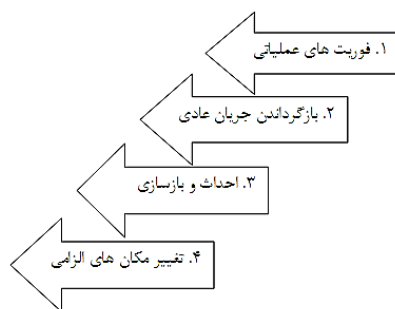 ۱. فوریت های عملیاتی
۲. بازگرداندن جریان عادی
۳. احداث و بازسازی
۴. تغییر مکان های الزامی